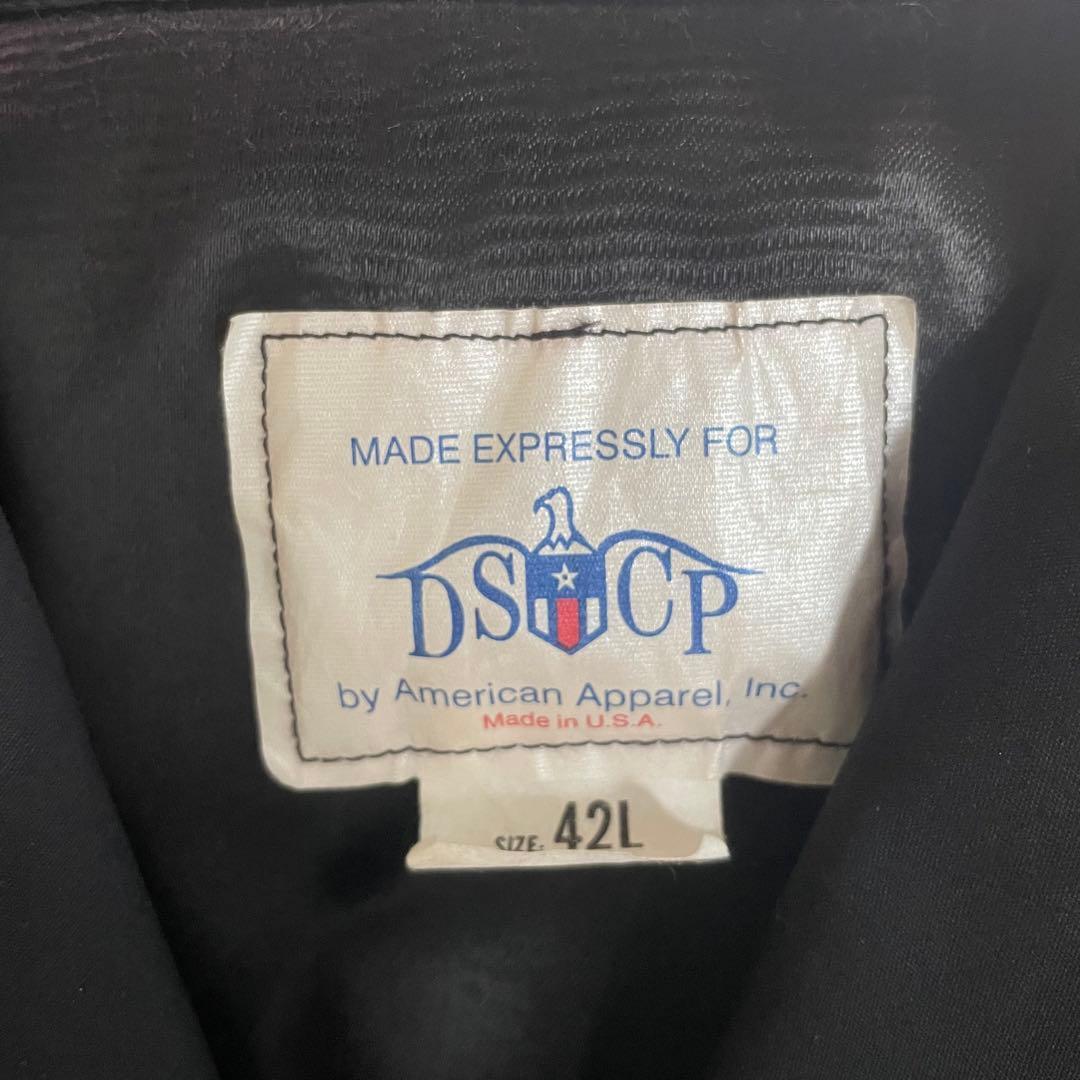 MADE EXPRESSLY FOR
DSCP
by American Apparel, Inc.
Made in U.S.A.
SIZE: 42L